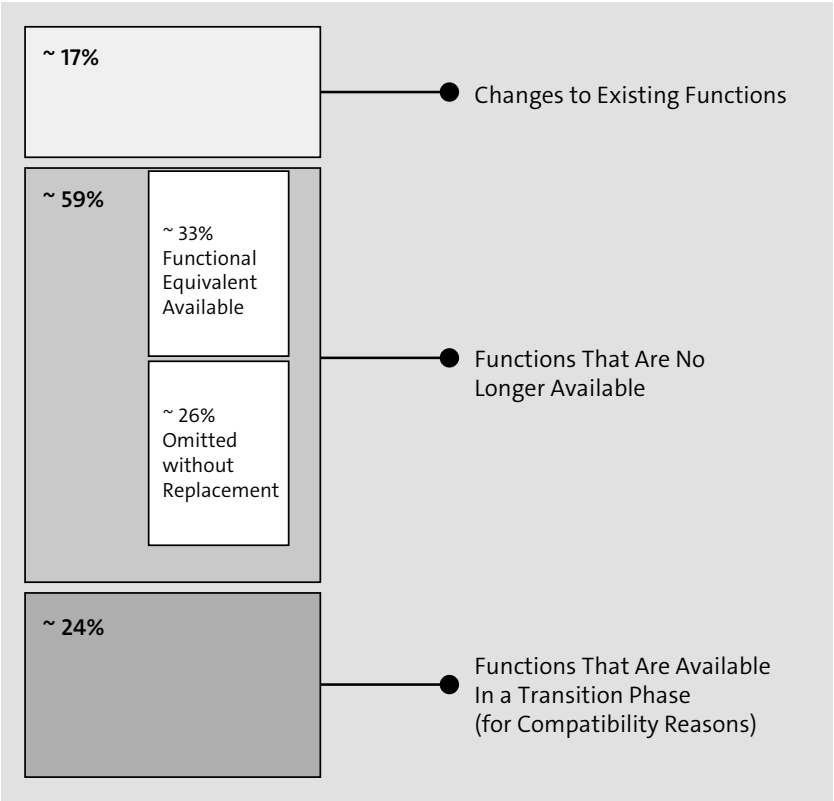 ~ 17%
Changes to Existing Functions
~ 59%
~ 33%
Functional
Equivalent
Available
Functions That Are No
Longer Available
~ 26%
Omitted
without
Replacement
~ 24%
Functions That Are Available
In a Transition Phase
(for Compatibility Reasons)